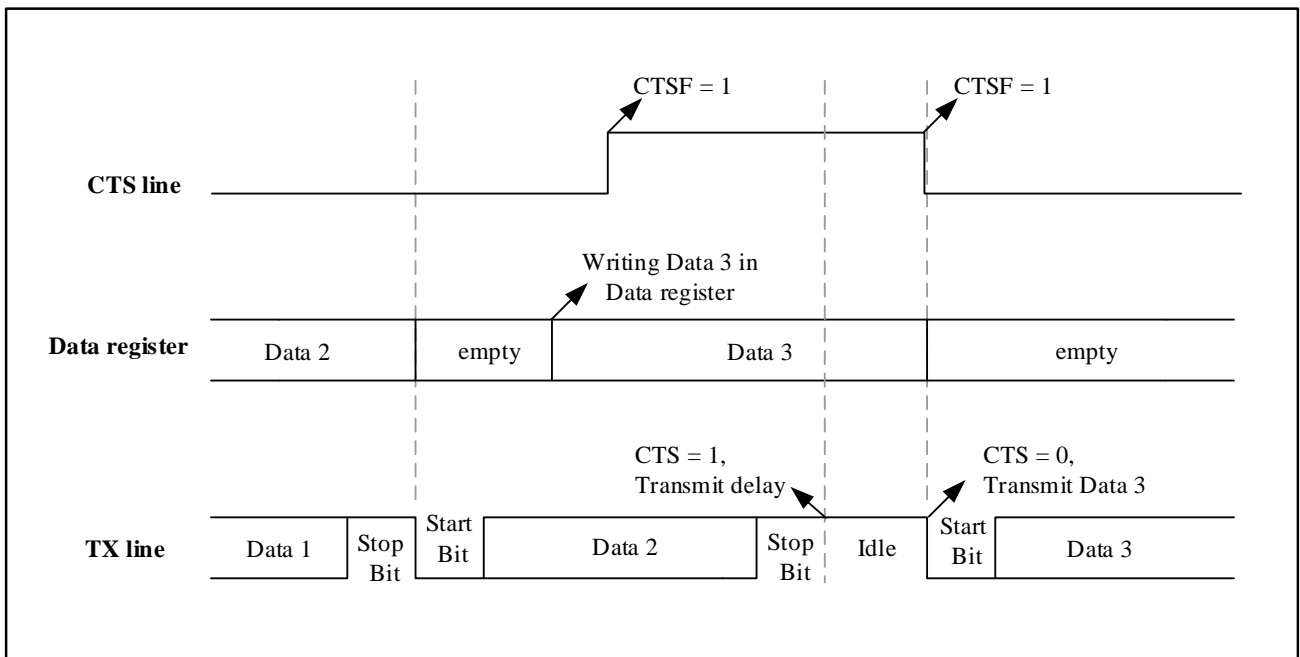 CTSF = 1
CTSF = 1
CTS line
Writing Data 3 in
Data register
Data register
Data 2
empty
Data 3
empty
CTS = 1,
Transmit delay
CTS = 0,
Transmit Data 3
TX line
Data 1
Stop
Bit
Start
Bit
Data 2
Stop
Bit
Idle
Start
Bit
Data 3